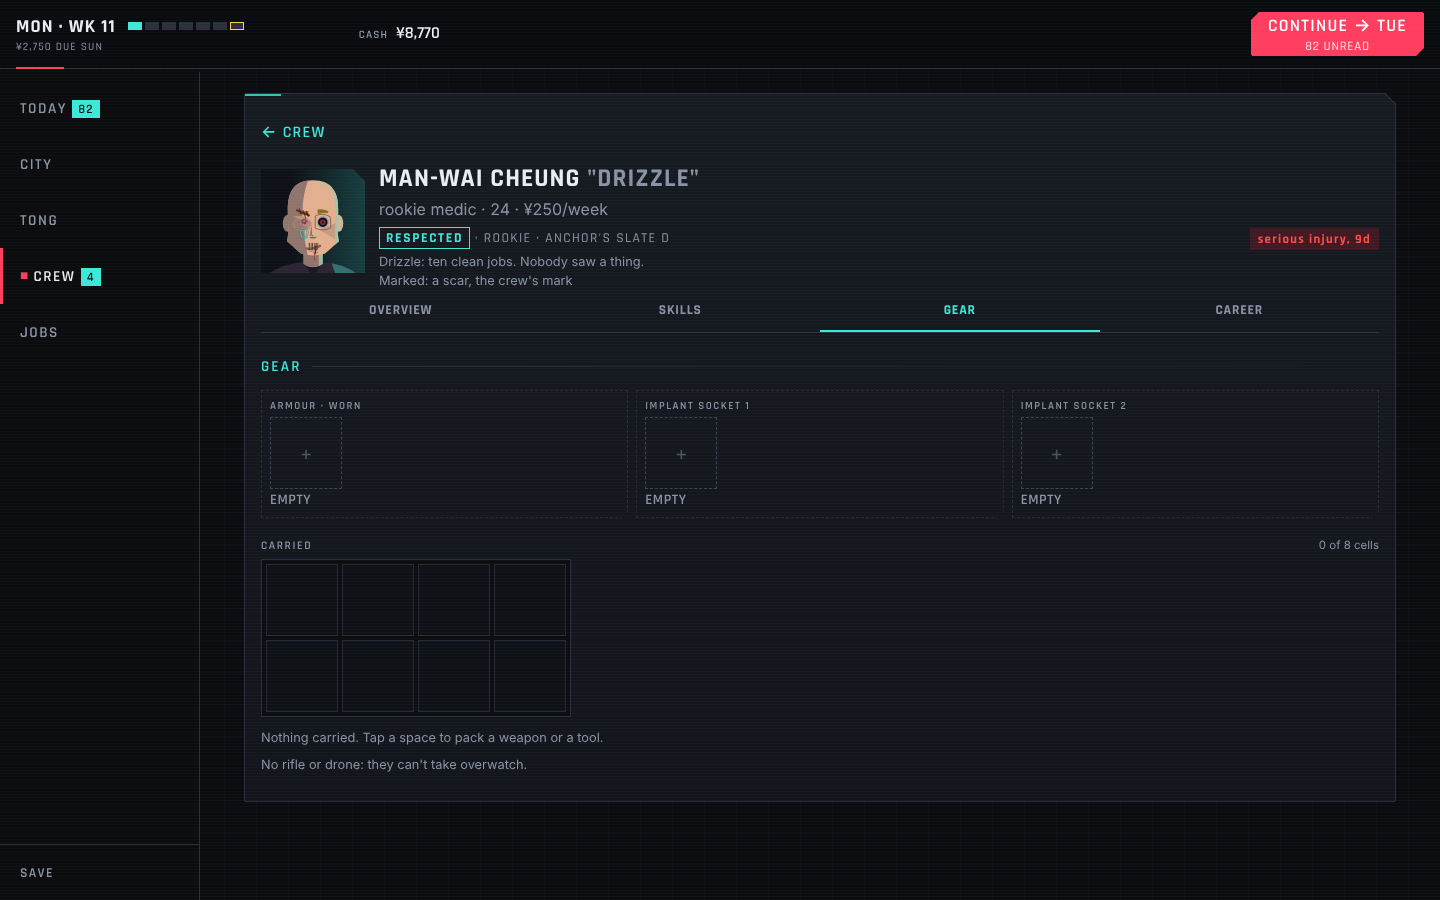 MON · WK 11
¥2,750 DUE SUN
CASH ¥8,770
CONTINUE → TUE
82 UNREAD
TODAY 82
CITY
TONG
CREW 4
JOBS
SAVE
← CREW
MAN-WAI CHEUNG "DRIZZLE"
rookie medic · 24 · ¥250/week
RESPECTED · ROOKIE · ANCHOR'S SLATE D
serious injury, 9d
Drizzle: ten clean jobs. Nobody saw a thing.
Marked: a scar, the crew's mark
OVERVIEW
SKILLS
GEAR
CAREER
GEAR
ARMOUR · WORN
+
EMPTY
IMPLANT SOCKET 1
+
EMPTY
IMPLANT SOCKET 2
+
EMPTY
CARRIED
0 of 8 cells
Nothing carried. Tap a space to pack a weapon or a tool.
No rifle or drone: they can't take overwatch.